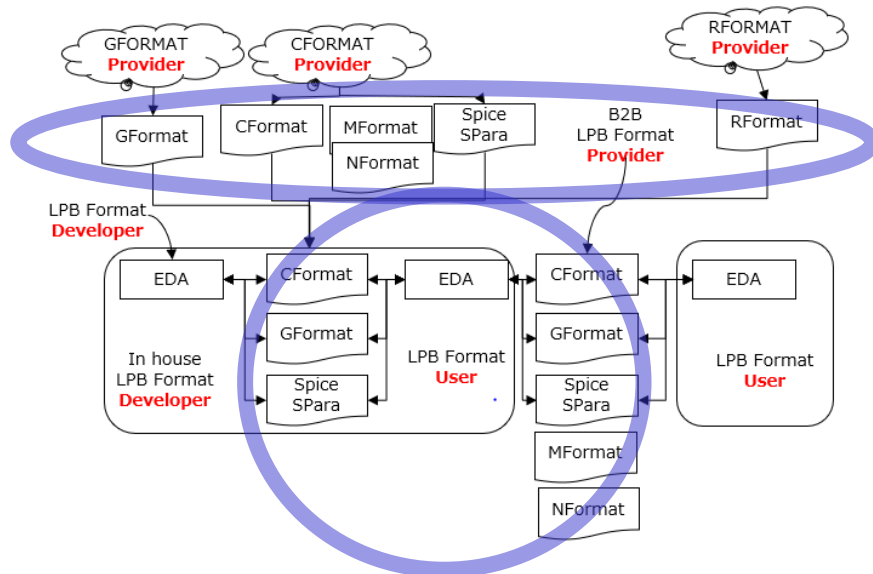 GFORMAT
Provider
CFORMAT
Provider
RFORMAT
Provider
GFormat
CFormat
MFormat
NFormat
Spice
SPara
B2B
LPB Format
Provider
RFormat
LPB Format
Developer
EDA
CFormat
EDA
CFormat
EDA
GFormat
GFormat
In house
LPB Format
Developer
LPB Format
User
LPB Format
User
Spice
SPara
Spice
SPara
MFormat
NFormat